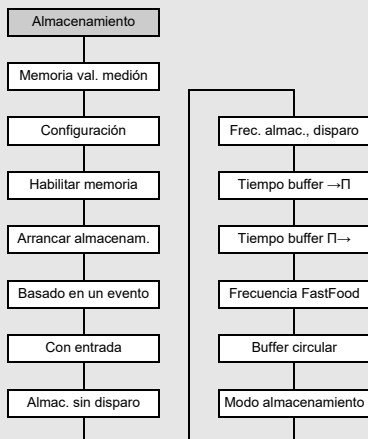 Almacenamiento
Memoria val. medión
Configuración
Habilitar memoria
Arrancar almacenam.
Basado en un evento
Con entrada
Almac. sin disparo
Frec. almac., disparo
Tiempo buffer →Π
Tiempo buffer Π→
Frecuencia FastFood
Buffer circular
Modo almacenamiento